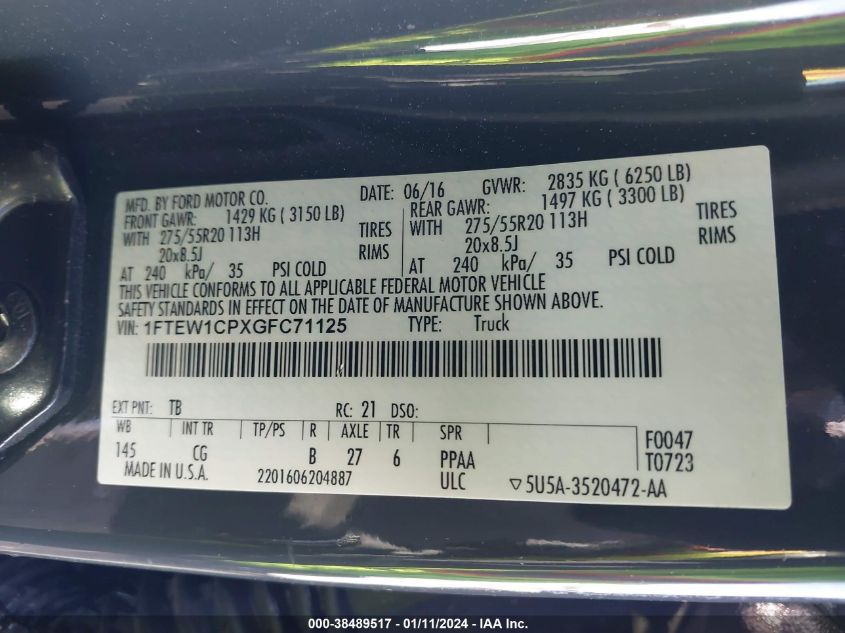 MFD. BY FORD MOTOR CO. DATE: 06/16 GVWR: 2835 KG ( 6250 LB)
FRONT GAWR: 1429 KG ( 3150 LB) REAR GAWR: 1497 KG ( 3300 LB)
WITH 275/55R20 113H TIRES WITH 275/55R20 113H TIRES
20x8.5J RIMS 20x8.5J RIMS
AT 240 kPa/ 35 PSI COLD AT 240 kPa/ 35 PSI COLD
THIS VEHICLE CONFORMS TO ALL APPLICABLE FEDERAL MOTOR VEHICLE
SAFETY STANDARDS IN EFFECT ON THE DATE OF MANUFACTURE SHOWN ABOVE.
VIN: 1FTEW1CPXGFC71125 TYPE: Truck
EXT PNT: TB RC: 21 DSO:
WB INT TR TP/PS R AXLE TR SPR F0047
145 CG B 27 6 PPAA T0723
MADE IN U.S.A. 2201606204887 ULC ▽5U5A-3520472-AA
000-38489517 - 01/11/2024 - IAA Inc.